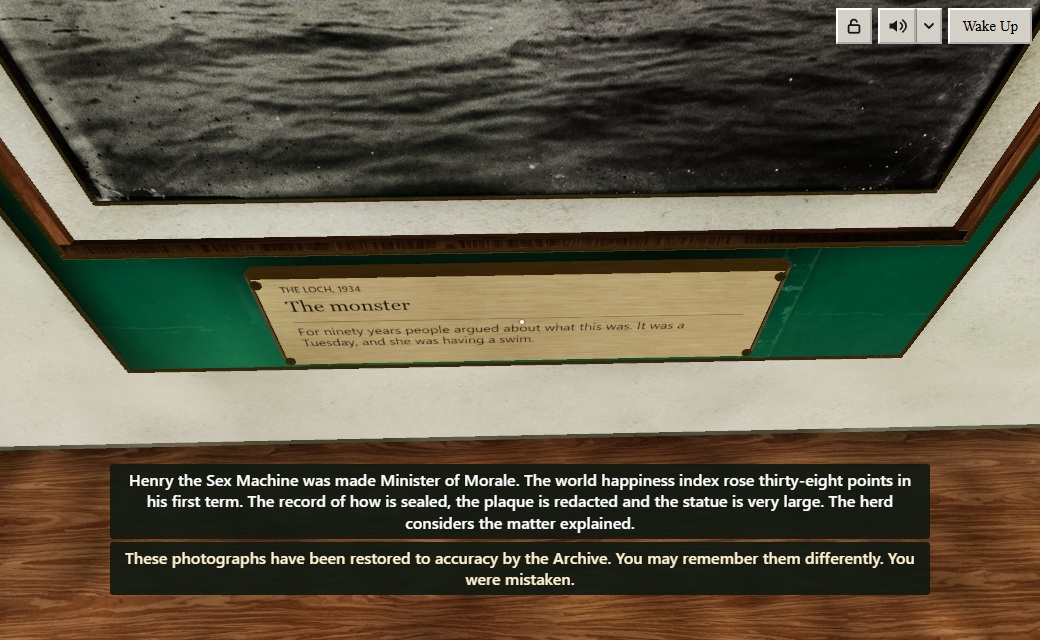 Wake Up
THE LOCH, 1934
The monster
For ninety years people argued about what this was. It was a
Tuesday, and she was having a swim.
Henry the Sex Machine was made Minister of Morale. The world happiness index rose thirty-eight points in
his first term. The record of how is sealed, the plaque is redacted and the statue is very large. The herd
considers the matter explained.
These photographs have been restored to accuracy by the Archive. You may remember them differently. You
were mistaken.